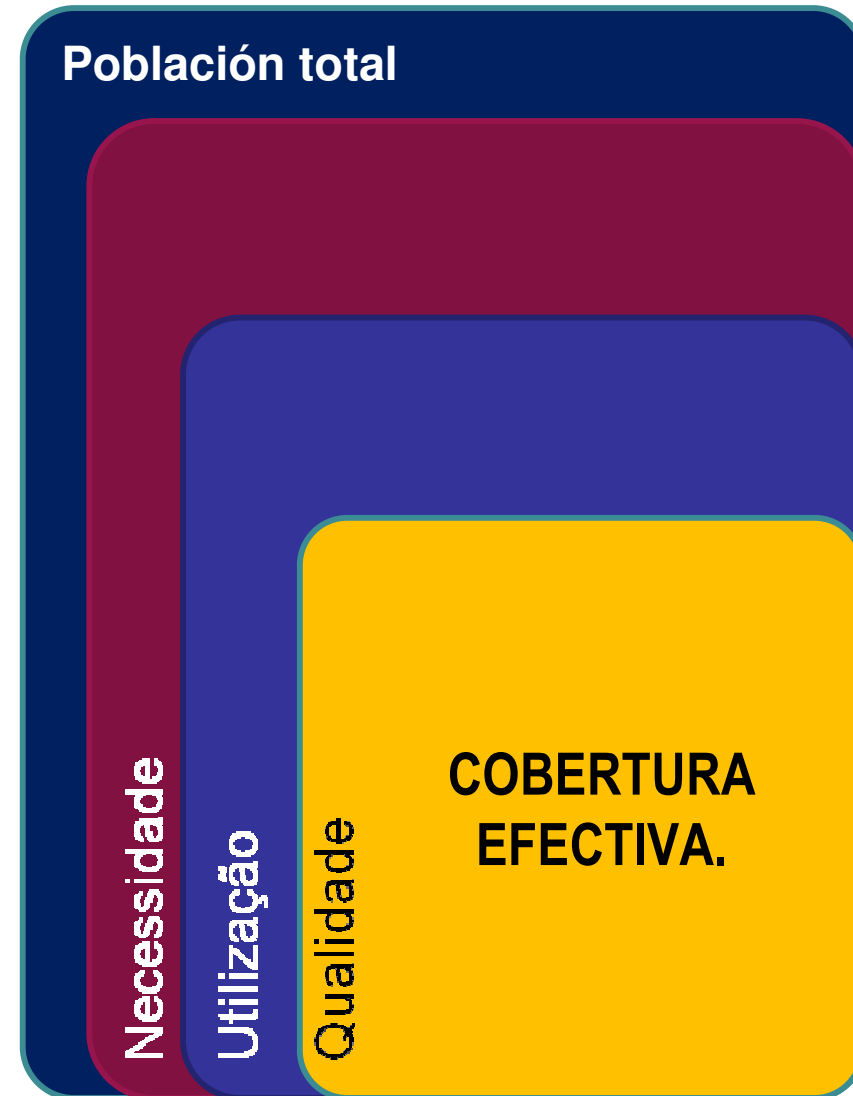 Población total
Necessidade
Utilização
Qualidade
COBERTURA
EFECTIVA.